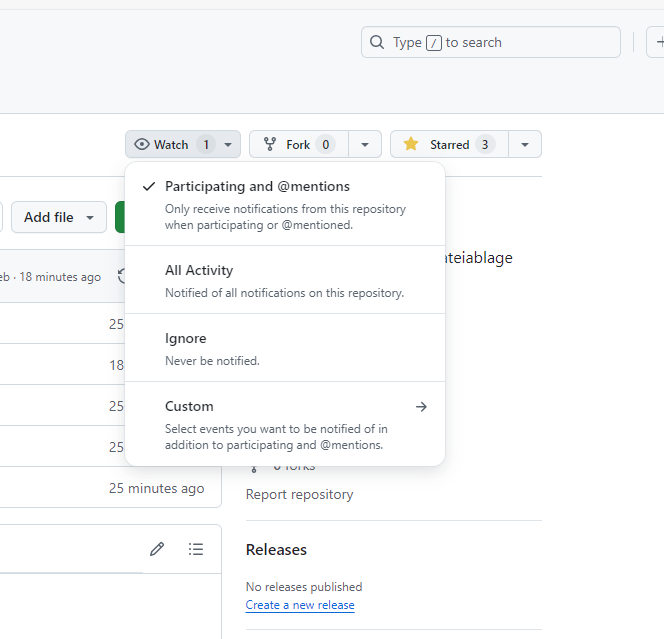 Type / to search
Watch 1
Fork 0
Starred 3
Participating and @mentions
Only receive notifications from this repository
when participating or @mentioned.
All Activity
Notified of all notifications on this repository.
Ignore
Never be notified.
Custom
Select events you want to be notified of in
addition to participating and @mentions.
Add file
· 18 minutes ago
25
18
25
25
25 minutes ago
0 forks
Report repository
Releases
No releases published
Create a new release